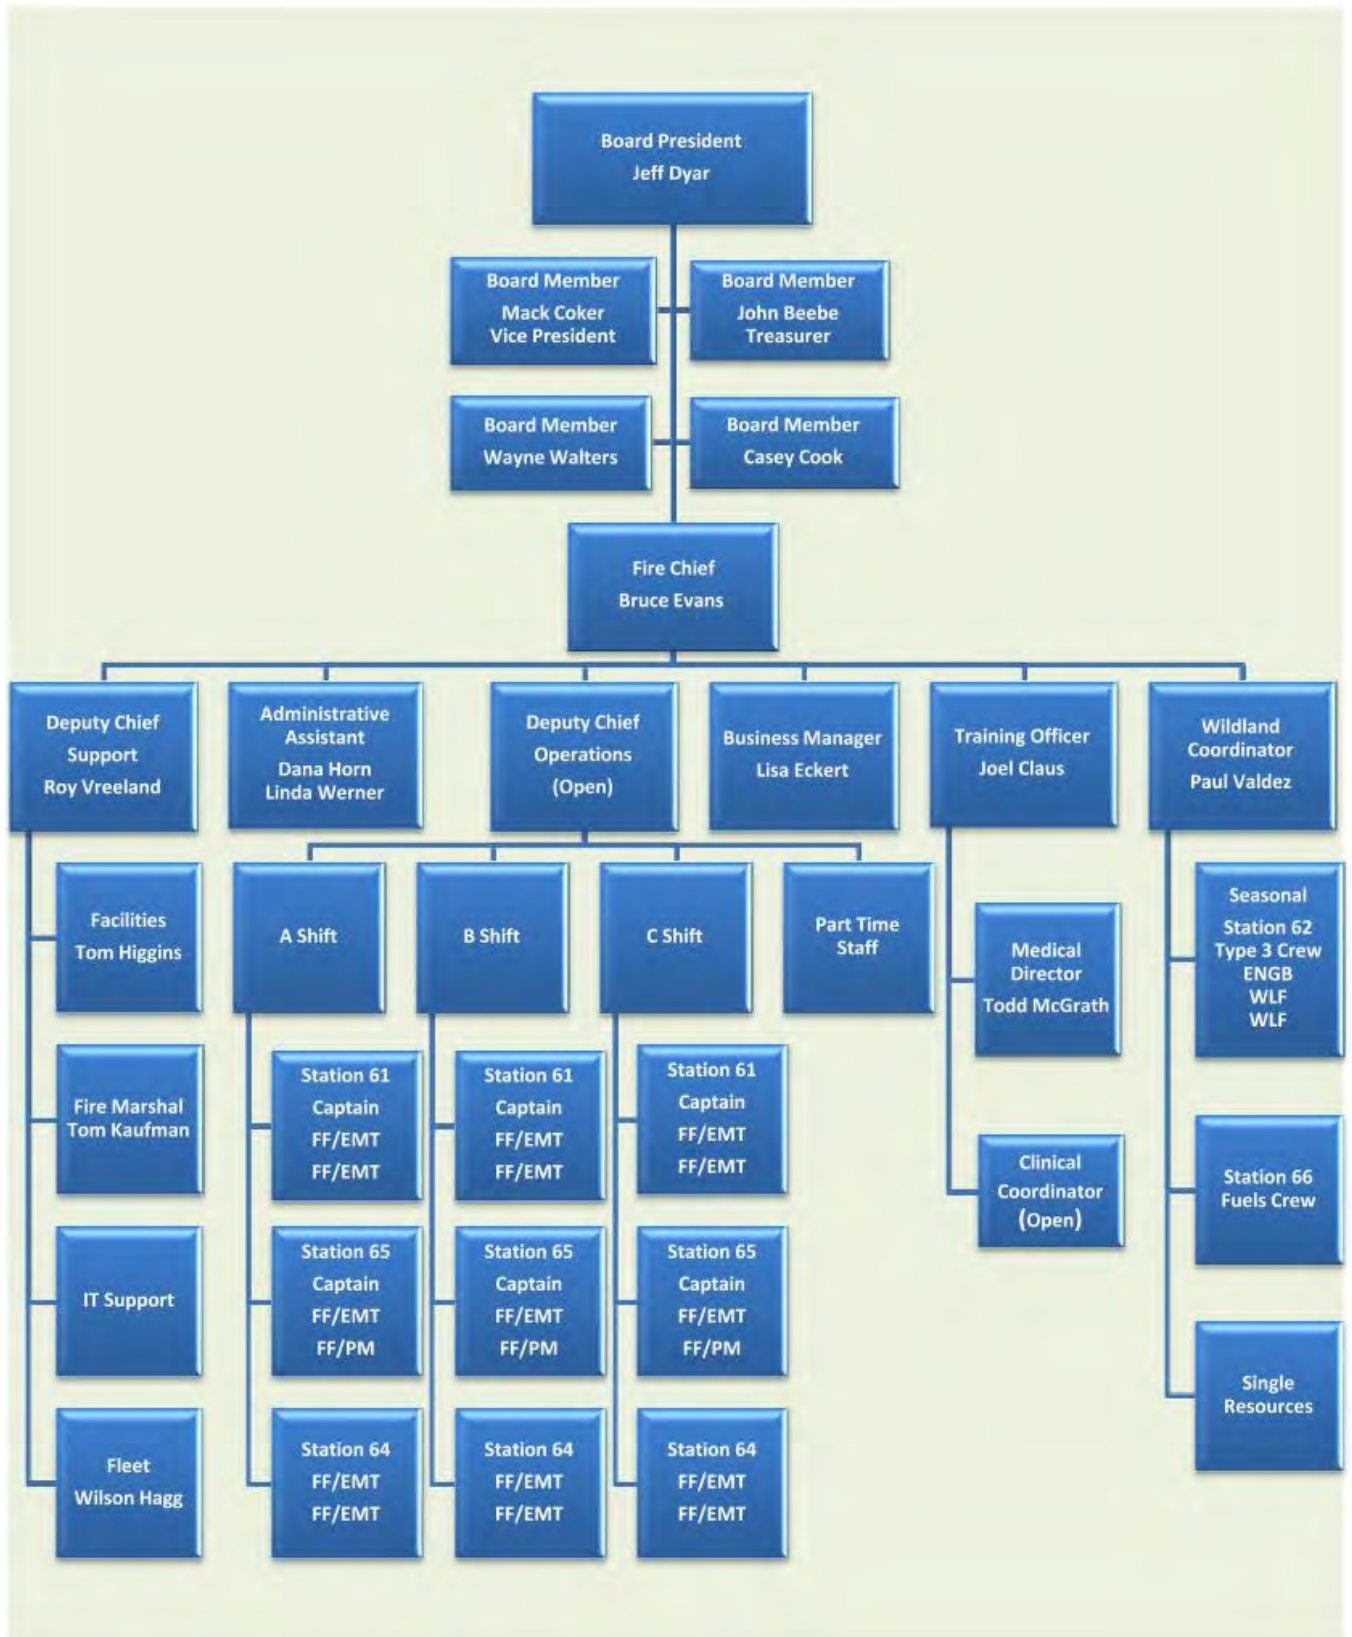 Board President
Jeff Dyar
Board Member
Mack Coker
Vice President
Board Member
John Beebe
Treasurer
Board Member
Wayne Walters
Board Member
Casey Cook
Fire Chief
Bruce Evans
Deputy Chief
Support
Roy Vreeland
Administrative
Assistant
Dana Horn
Linda Werner
Deputy Chief
Operations
(Open)
Business Manager
Lisa Eckert
Training Officer
Joel Claus
Wildland
Coordinator
Paul Valdez
Facilities
Tom Higgins
Fire Marshal
Tom Kaufman
IT Support
Fleet
Wilson Hagg
A Shift
Station 61
Captain
FF/EMT
FF/EMT
Station 65
Captain
FF/EMT
FF/PM
Station 64
FF/EMT
FF/EMT
B Shift
Station 61
Captain
FF/EMT
FF/EMT
Station 65
Captain
FF/EMT
FF/PM
Station 64
FF/EMT
FF/EMT
C Shift
Station 61
Captain
FF/EMT
FF/EMT
Station 65
Captain
FF/EMT
FF/PM
Station 64
FF/EMT
FF/EMT
Part Time
Staff
Medical
Director
Todd McGrath
Clinical
Coordinator
(Open)
Seasonal
Station 62
Type 3 Crew
ENGB
WLF
WLF
Station 66
Fuels Crew
Single
Resources